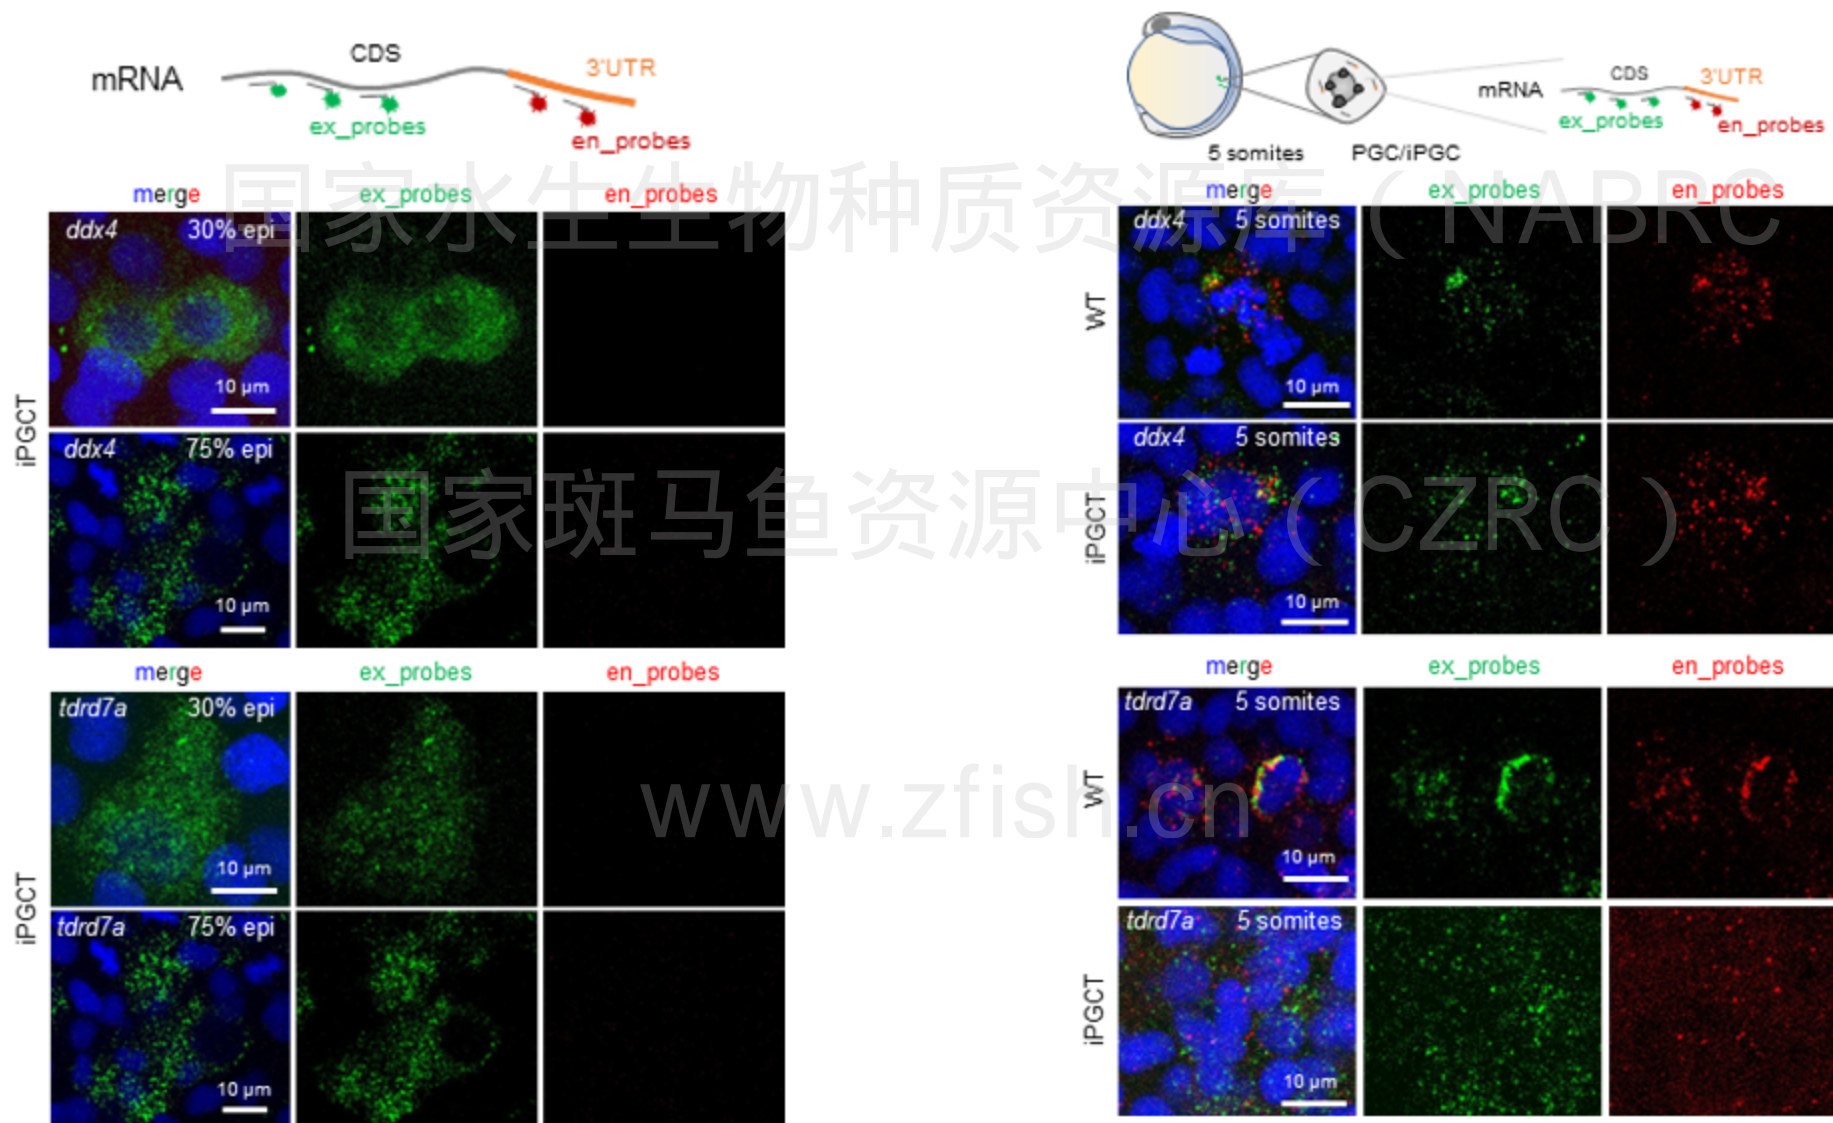 CDS
mRNA
3'UTR
ex_probes
en_probes
merge ex_probes en_probes
iPGCT
ddx4 30% epi
10 µm
ddx4 75% epi
10 µm
merge ex_probes en_probes
iPGCT
tdrd7a 30% epi
10 µm
iPGCT
tdrd7a 75% epi
10 µm
mRNA
CDS
3'UTR
ex_probes
en_probes
5 somites PGC/iPGC
merge ex_probes en_probes
WT
ddx4 5 somites
10 µm
iPGCT
ddx4 5 somites
10 µm
merge ex_probes en_probes
WT
tdrd7a 5 somites
10 µm
iPGCT
tdrd7a 5 somites
10 µm
国家水生生物种质资源库(NABRC
国家斑马鱼资源中心(CZRC)
www.zfish.cn